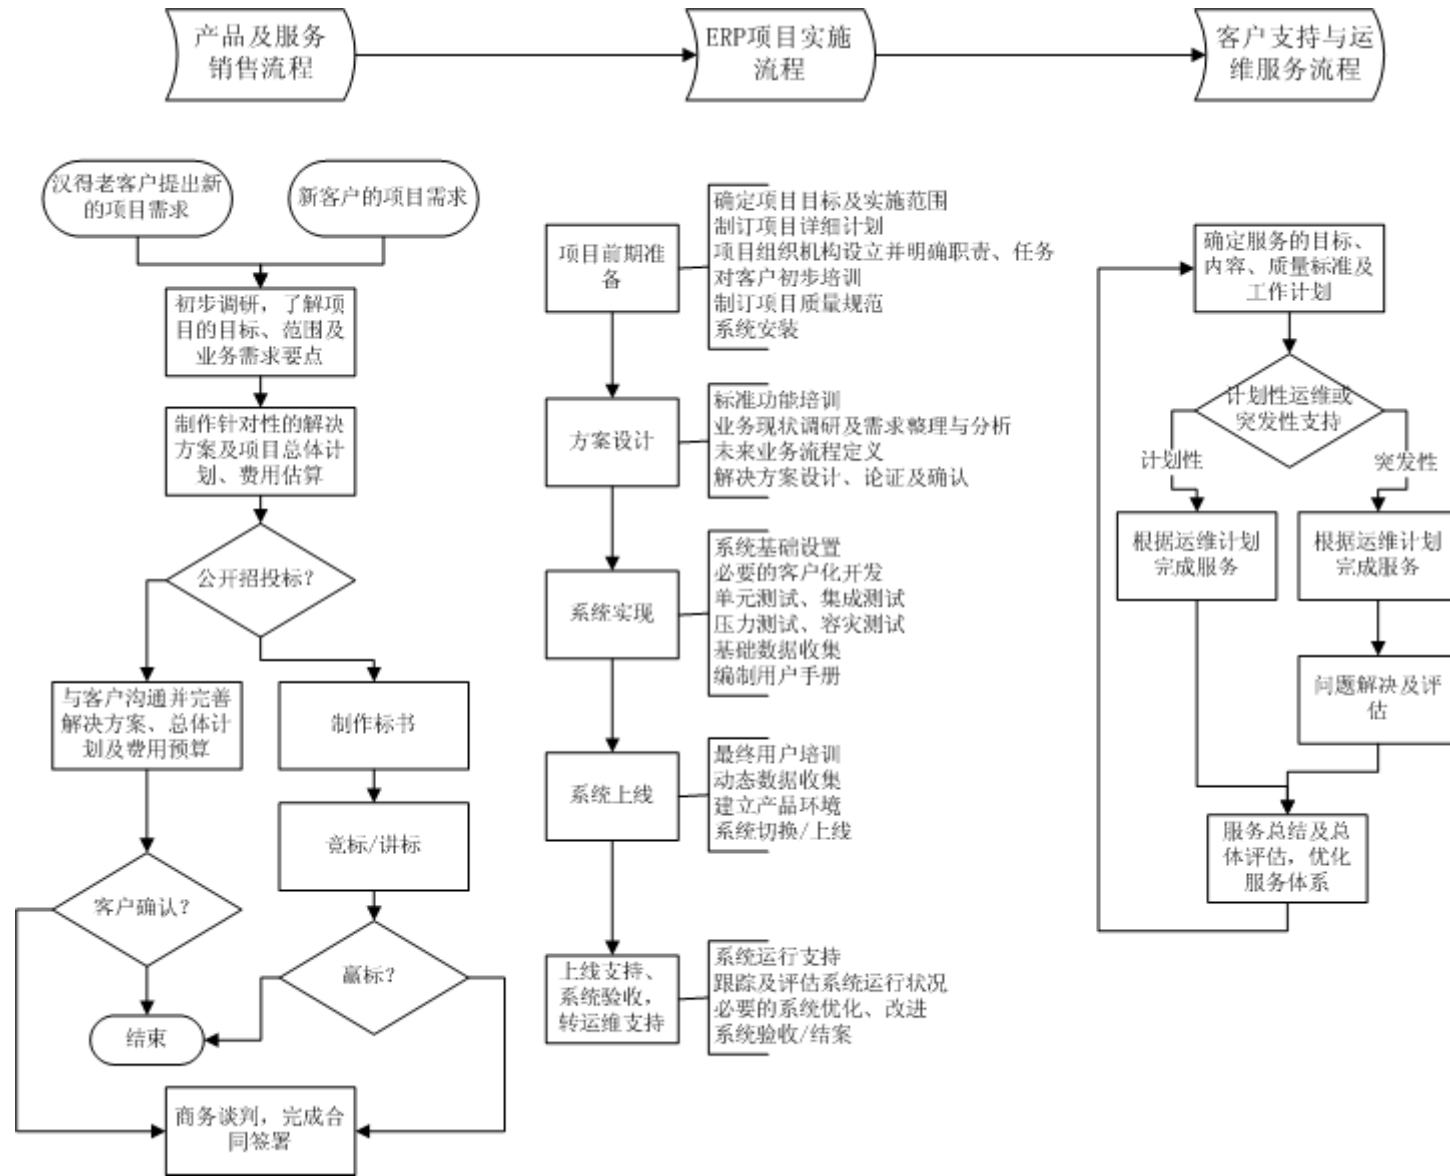 产品及服务
销售流程
ERP项目实施
流程
客户支持与运
维服务流程
汉得老客户提出新
的项目需求
新客户的项目需求
初步调研，了解项
目的目标、范围及
业务需求要点
制作针对性的解决
方案及项目总体计
划、费用估算
公开招投标?
与客户沟通并完善
解决方案、总体计
划及费用预算
制作标书
竞标/讲标
客户确认?
赢标?
结束
商务谈判，完成合
同签署
项目前期准
备
确定项目目标及实施范围
制订项目详细计划
项目组织机构设立并明确职责、任务
对客户初步培训
制订项目质量规范
系统安装
方案设计
标准功能培训
业务现状调研及需求整理与分析
未来业务流程定义
解决方案设计、论证及确认
系统实现
系统基础设置
必要的客户化开发
单元测试、集成测试
压力测试、容灾测试
基础数据收集
编制用户手册
系统上线
最终用户培训
动态数据收集
建立产品环境
系统切换/上线
上线支持、
系统验收，
转运维支持
系统运行支持
跟踪及评估系统运行状况
必要的系统优化、改进
系统验收/结案
确定服务的目标、
内容、质量标准及
工作计划
计划性运维或
突发性支持
计划性
突发性
根据运维计划
完成服务
根据运维计划
完成服务
问题解决及评
估
服务总结及总
体评估，优化
服务体系